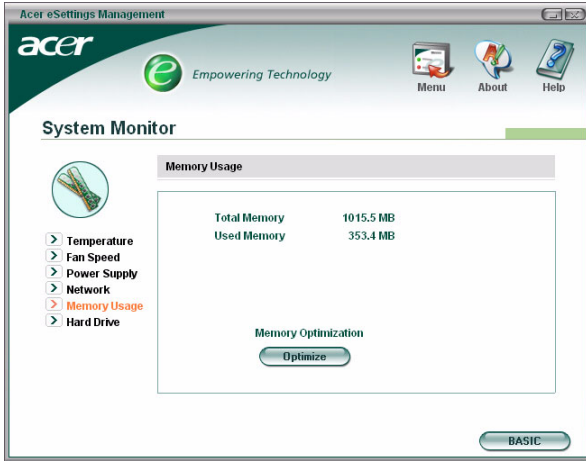 Acer eSettings Management
acer
e Empowering Technology
Menu About Help
System Monitor
Memory Usage
Total Memory 1015.5 MB
Used Memory 353.4 MB
Temperature
Fan Speed
Power Supply
Network
Memory Usage
Hard Drive
Memory Optimization
Optimize
BASIC